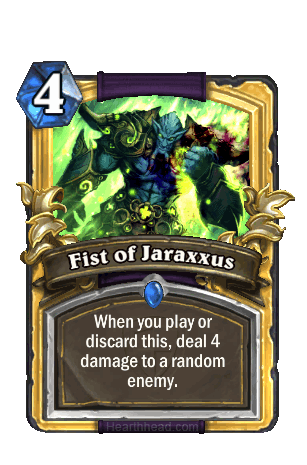 4
Fist of Jaraxxus
When you play or
discard this, deal 4
damage to a random
enemy.
Hearthhead.com